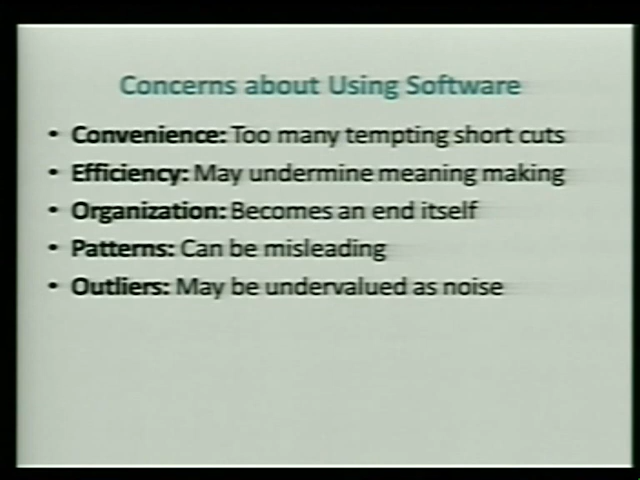 Concerns about Using Software
• Convenience: Too many tempting short cuts
• Efficiency: May undermine meaning making
• Organization: Becomes an end itself
• Patterns: Can be misleading
• Outliers: May be undervalued as noise